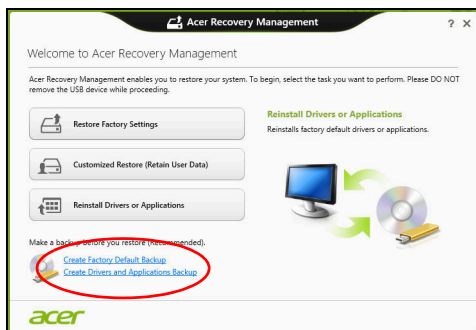 Acer Recovery Management
? X
Welcome to Acer Recovery Management
Acer Recovery Management enables you to restore your system. To begin, select the task you want to perform. Please DO NOT
remove the USB device while proceeding.
Restore Factory Settings
Customized Restore (Retain User Data)
Reinstall Drivers or Applications
Reinstall Drivers or Applications
Reinstalls factory default drivers or applications.
Make a backup before you restore (Recommended).
Create Factory Default Backup
Create Drivers and Applications Backup
acer